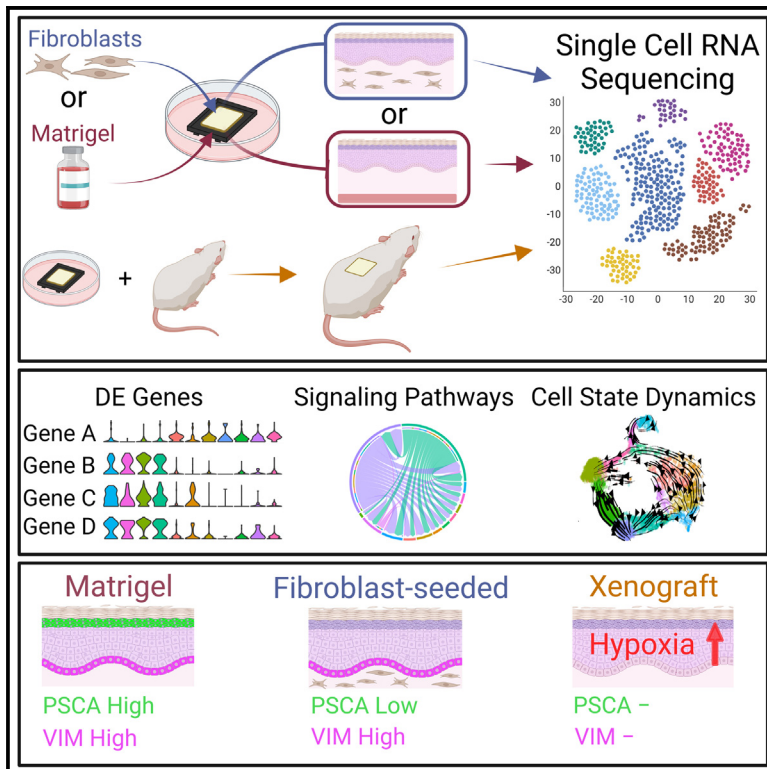 Fibroblasts
or
Matrigel
or
+
Single Cell RNA
Sequencing
30
20
10
0
-10
-20
-30
-30 -20 -10 0 10 20 30
DE Genes
Gene A
Gene B
Gene C
Gene D
Signaling Pathways
Cell State Dynamics
Matrigel
PSCA High
VIM High
Fibroblast-seeded
PSCA Low
VIM High
Xenograft
Hypoxia
PSCA −
VIM −